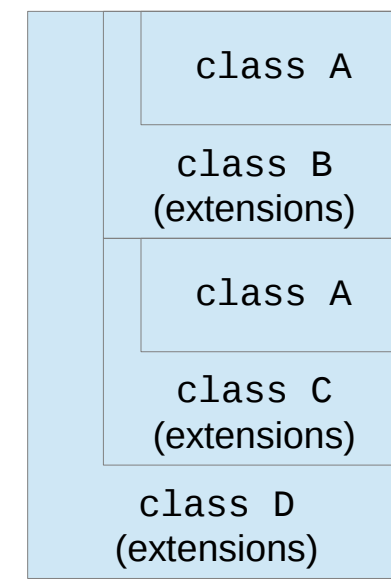 class A
class B
(extensions)
class A
class C
(extensions)
class D
(extensions)